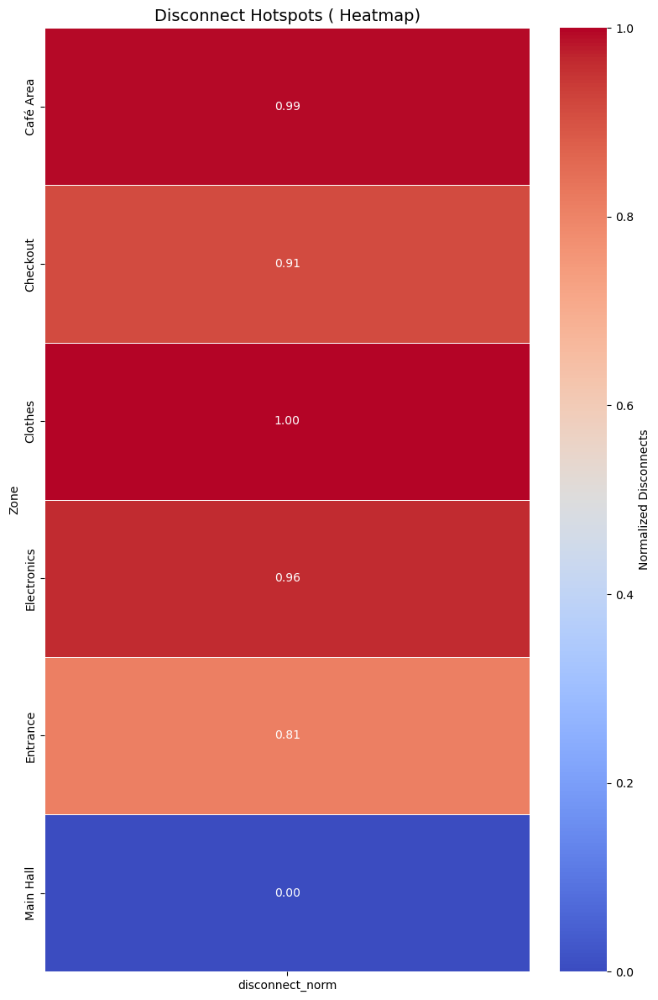 Disconnect Hotspots ( Heatmap)
Zone
Café Area
0.99
Checkout
0.91
Clothes
1.00
Electronics
0.96
Entrance
0.81
Main Hall
0.00
disconnect_norm
1.0
0.8
0.6
0.4
0.2
0.0
Normalized Disconnects